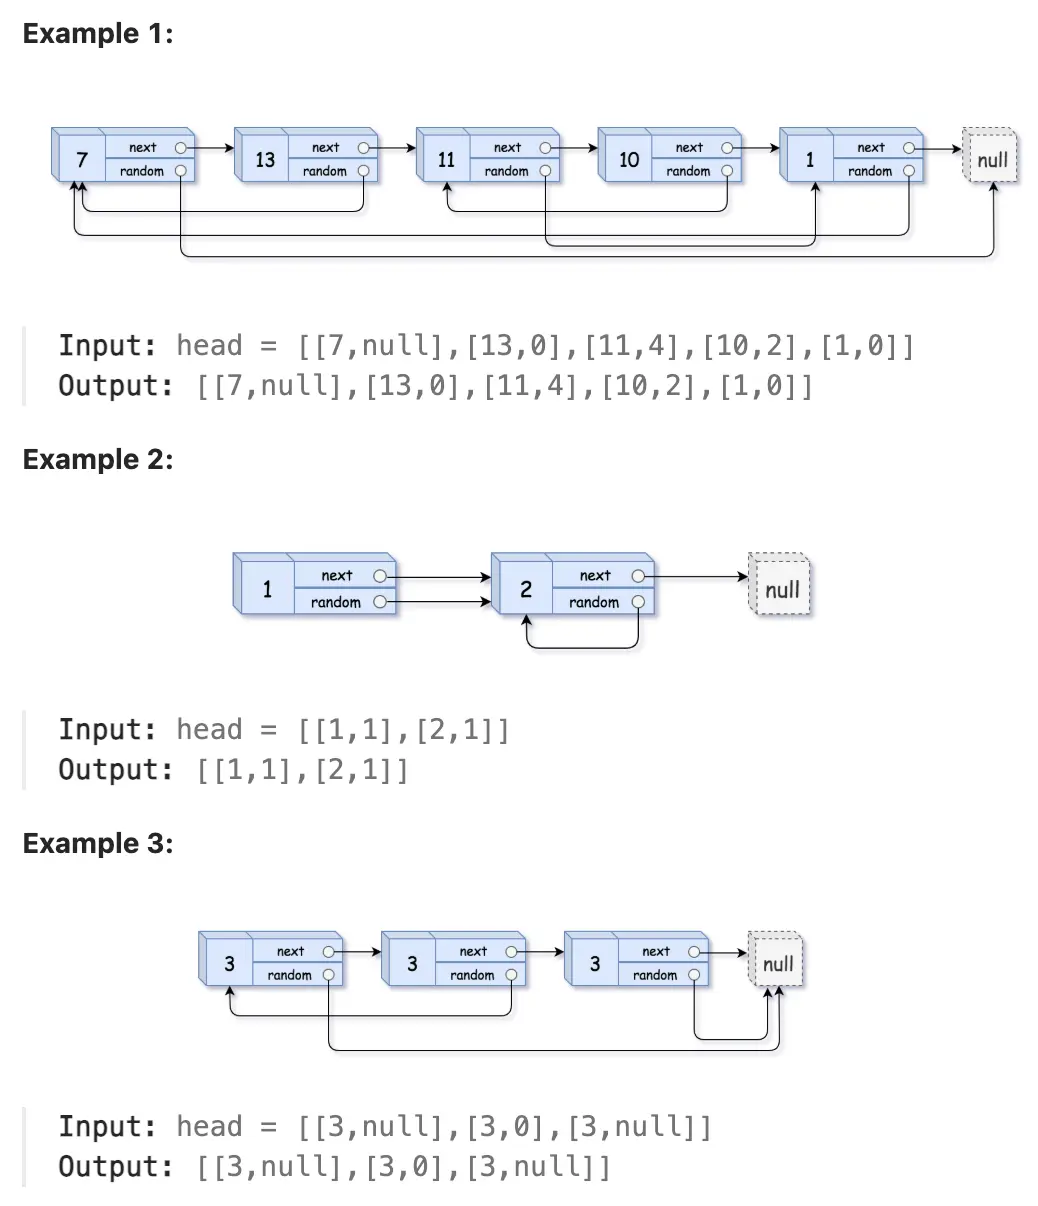 Example 1:
7 next random 13 next random 11 next random 10 next random 1 next random null
Input: head = [[7,null],[13,0],[11,4],[10,2],[1,0]]
Output: [[7,null],[13,0],[11,4],[10,2],[1,0]]
Example 2:
1 next random 2 next random null
Input: head = [[1,1],[2,1]]
Output: [[1,1],[2,1]]
Example 3:
3 next random 3 next random 3 next random null
Input: head = [[3,null],[3,0],[3,null]]
Output: [[3,null],[3,0],[3,null]]